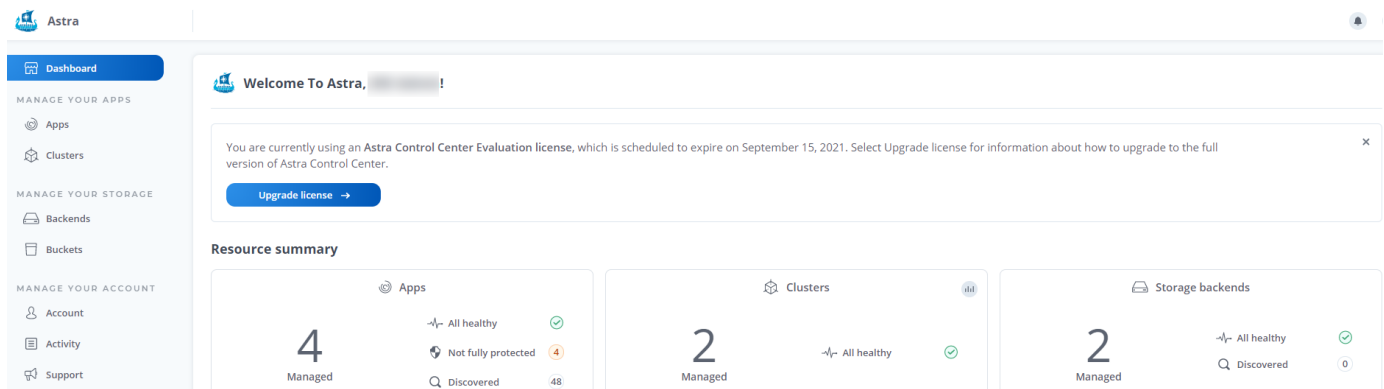 Astra
Dashboard
MANAGE YOUR APPS
Apps
Clusters
MANAGE YOUR STORAGE
Backends
Buckets
MANAGE YOUR ACCOUNT
Account
Activity
Support
Welcome To Astra, !
You are currently using an Astra Control Center Evaluation license, which is scheduled to expire on September 15, 2021. Select Upgrade license for information about how to upgrade to the full
version of Astra Control Center.
Upgrade license →
Resource summary
Apps
4
Managed
All healthy
Not fully protected 4
Discovered 48
Clusters
2
Managed
All healthy
Storage backends
2
Managed
All healthy
Discovered 0